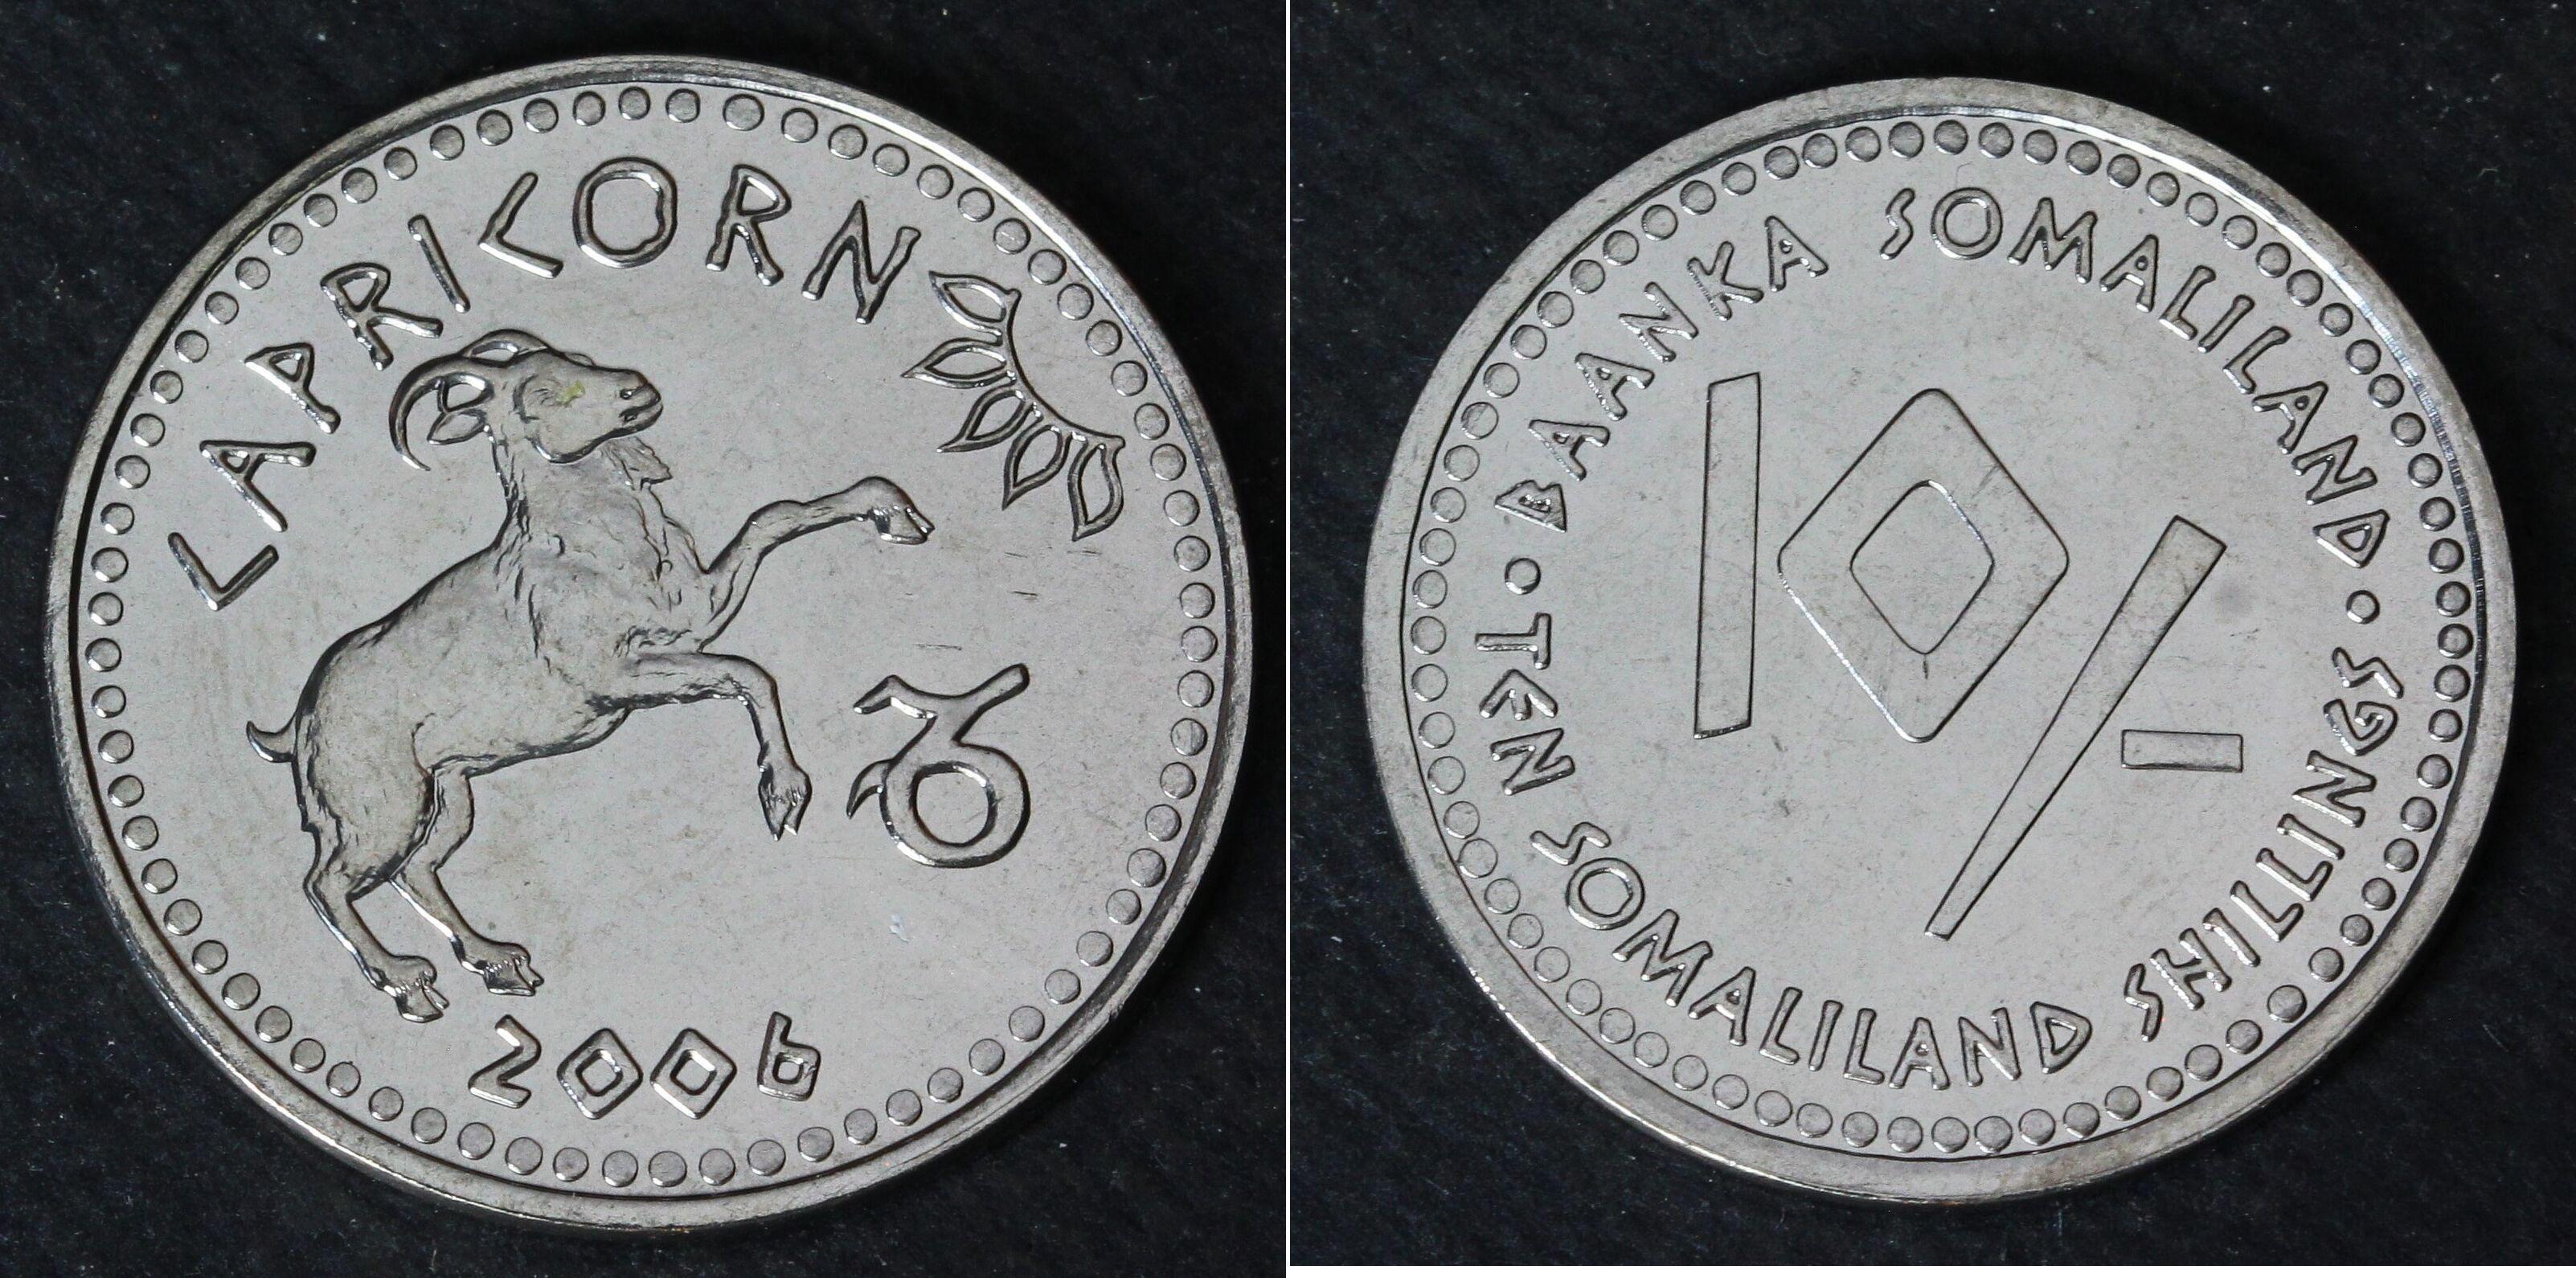 CAPRICORN
2006
BAANKA SOMALILAND
10/-
TEN SOMALILAND SHILLINGS